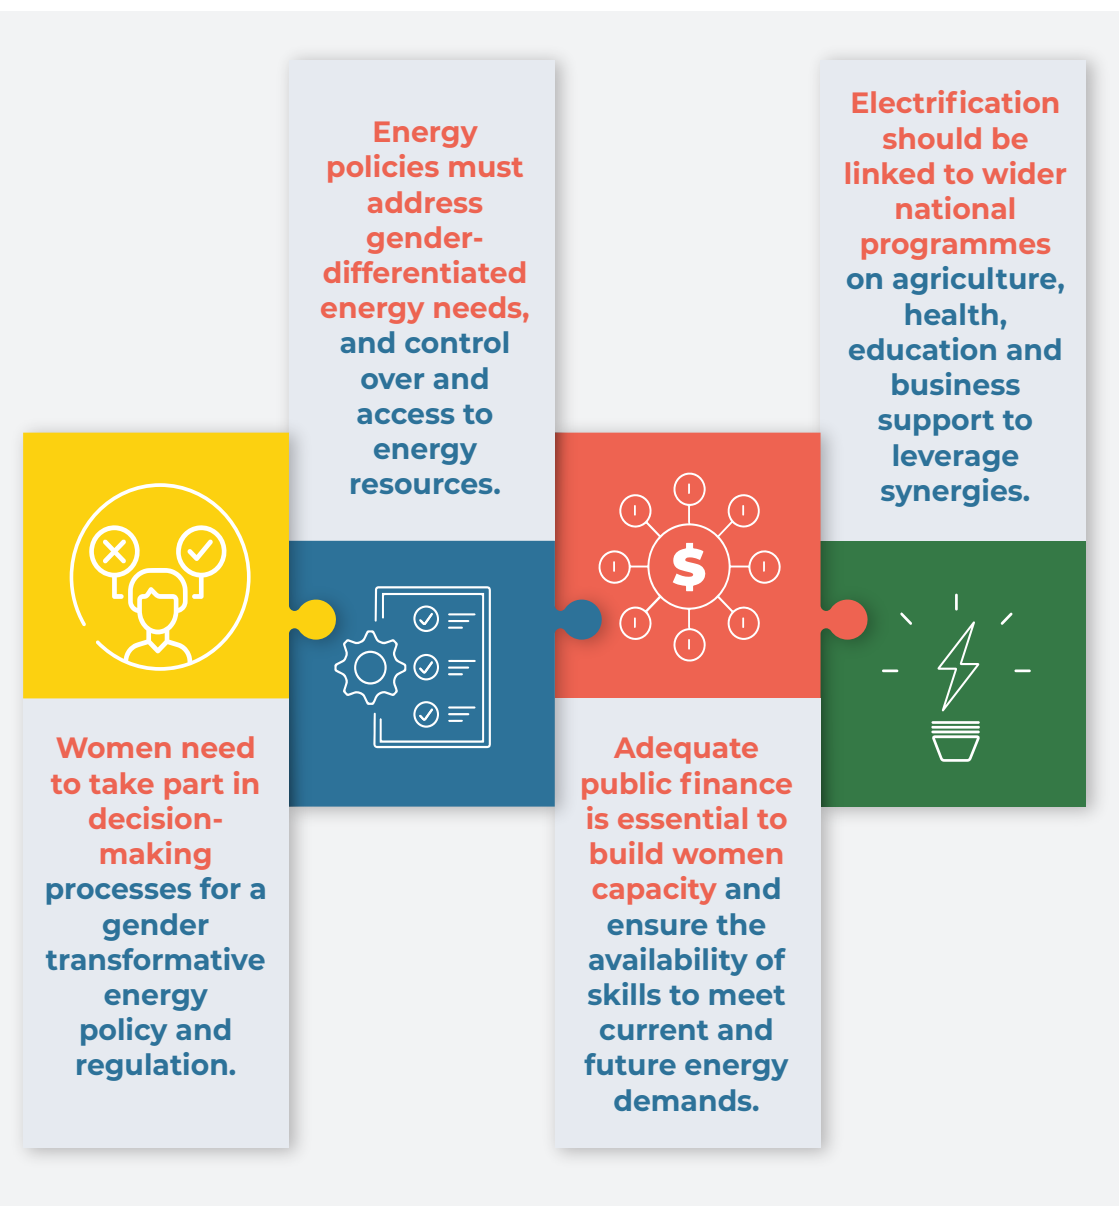 Women need
to take part in
decision-
making
processes for a
gender
transformative
energy
policy and
regulation.
Energy
policies must
address
gender-
differentiated
energy needs,
and control
over and
access to
energy
resources.
$
Adequate
public finance
is essential to
build women
capacity and
ensure the
availability of
skills to meet
current and
future energy
demands.
Electrification
should be
linked to wider
national
programmes
on agriculture,
health,
education and
business
support to
leverage
synergies.